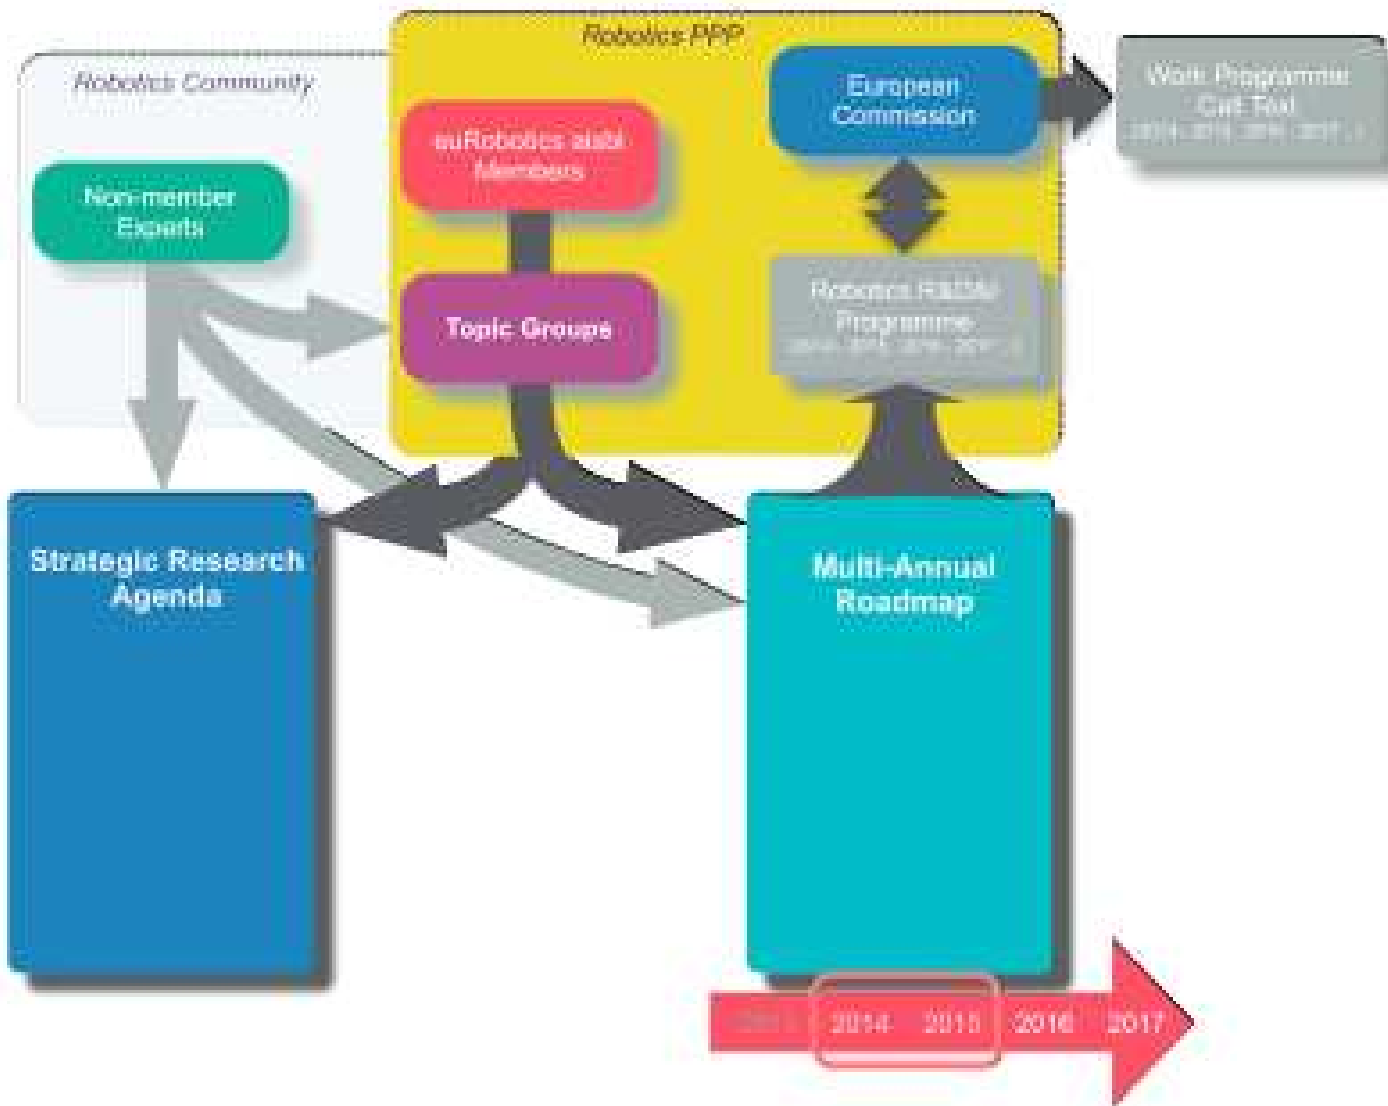 Robotics PPP
Robotics Community
European
Commission
Work Programme
Call Text
euRobotics aisbl
Members
Non-member
Experts
Robotics
Programme
Topic Groups
Strategic Research
Agenda
Multi-Annual
Roadmap
2014 2015 2016 2017